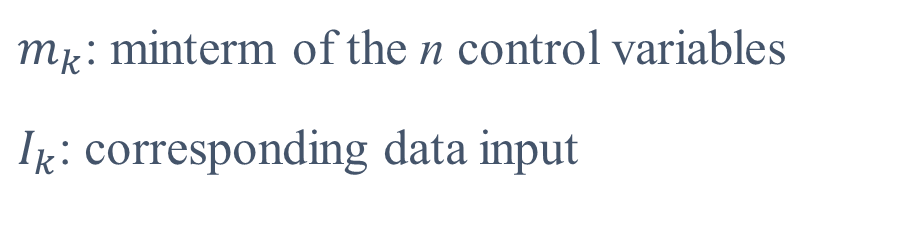 m_k: minterm of the n control variables
I_k: corresponding data input